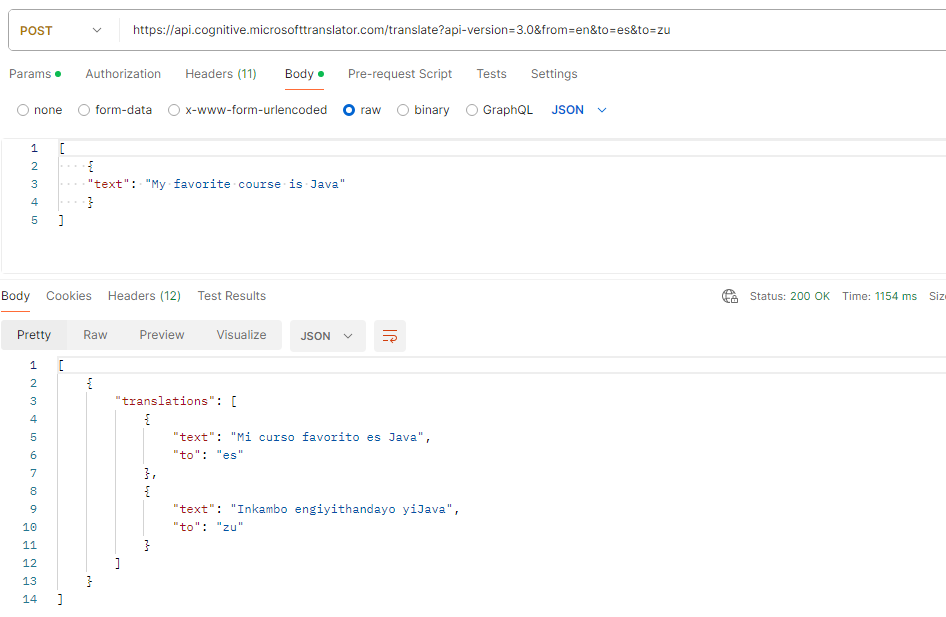 POST https://api.cognitive.microsofttranslator.com/translate?api-version=3.0&from=en&to=es&to=zu
Params Authorization Headers (11) Body Pre-request Script Tests Settings
none form-data x-www-form-urlencoded raw binary GraphQL JSON
1 [
2 {
3 "text": "My favorite course is Java"
4 }
5 ]
Body Cookies Headers (12) Test Results Status: 200 OK Time: 1154 ms Siz
Pretty Raw Preview Visualize JSON
1 [
2 {
3 "translations": [
4 {
5 "text": "Mi curso favorito es Java",
6 "to": "es"
7 },
8 {
9 "text": "Inkambo engiyithandayo yiJava",
10 "to": "zu"
11 }
12 ]
13 }
14 ]